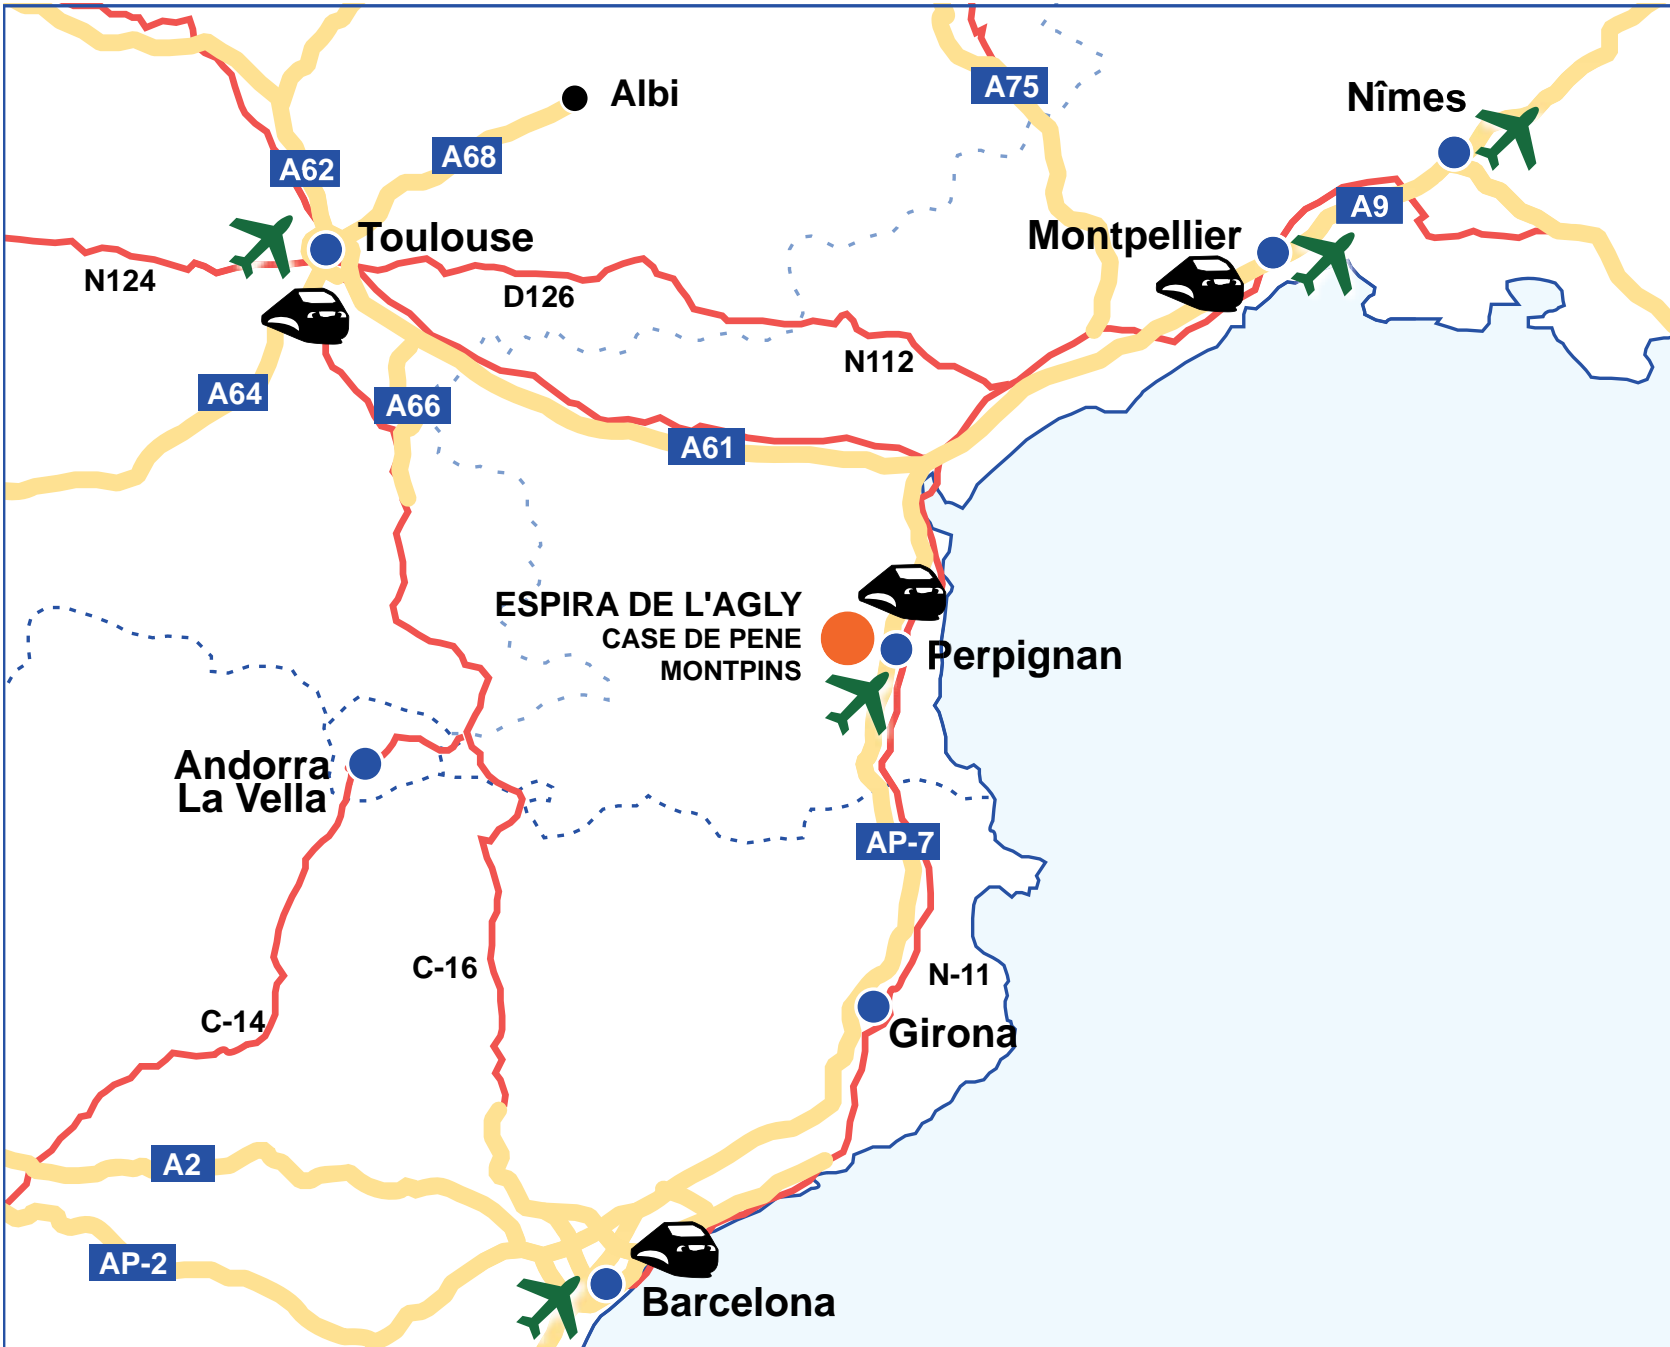 A75
Albi
Nîmes
A68
A62
A9
Toulouse
Montpellier
N124
D126
N112
A64
A66
A61
ESPIRA DE L'AGLY
CASE DE PENE
MONTPINS
Perpignan
Andorra
La Vella
AP-7
C-16
N-11
C-14
Girona
A2
AP-2
Barcelona